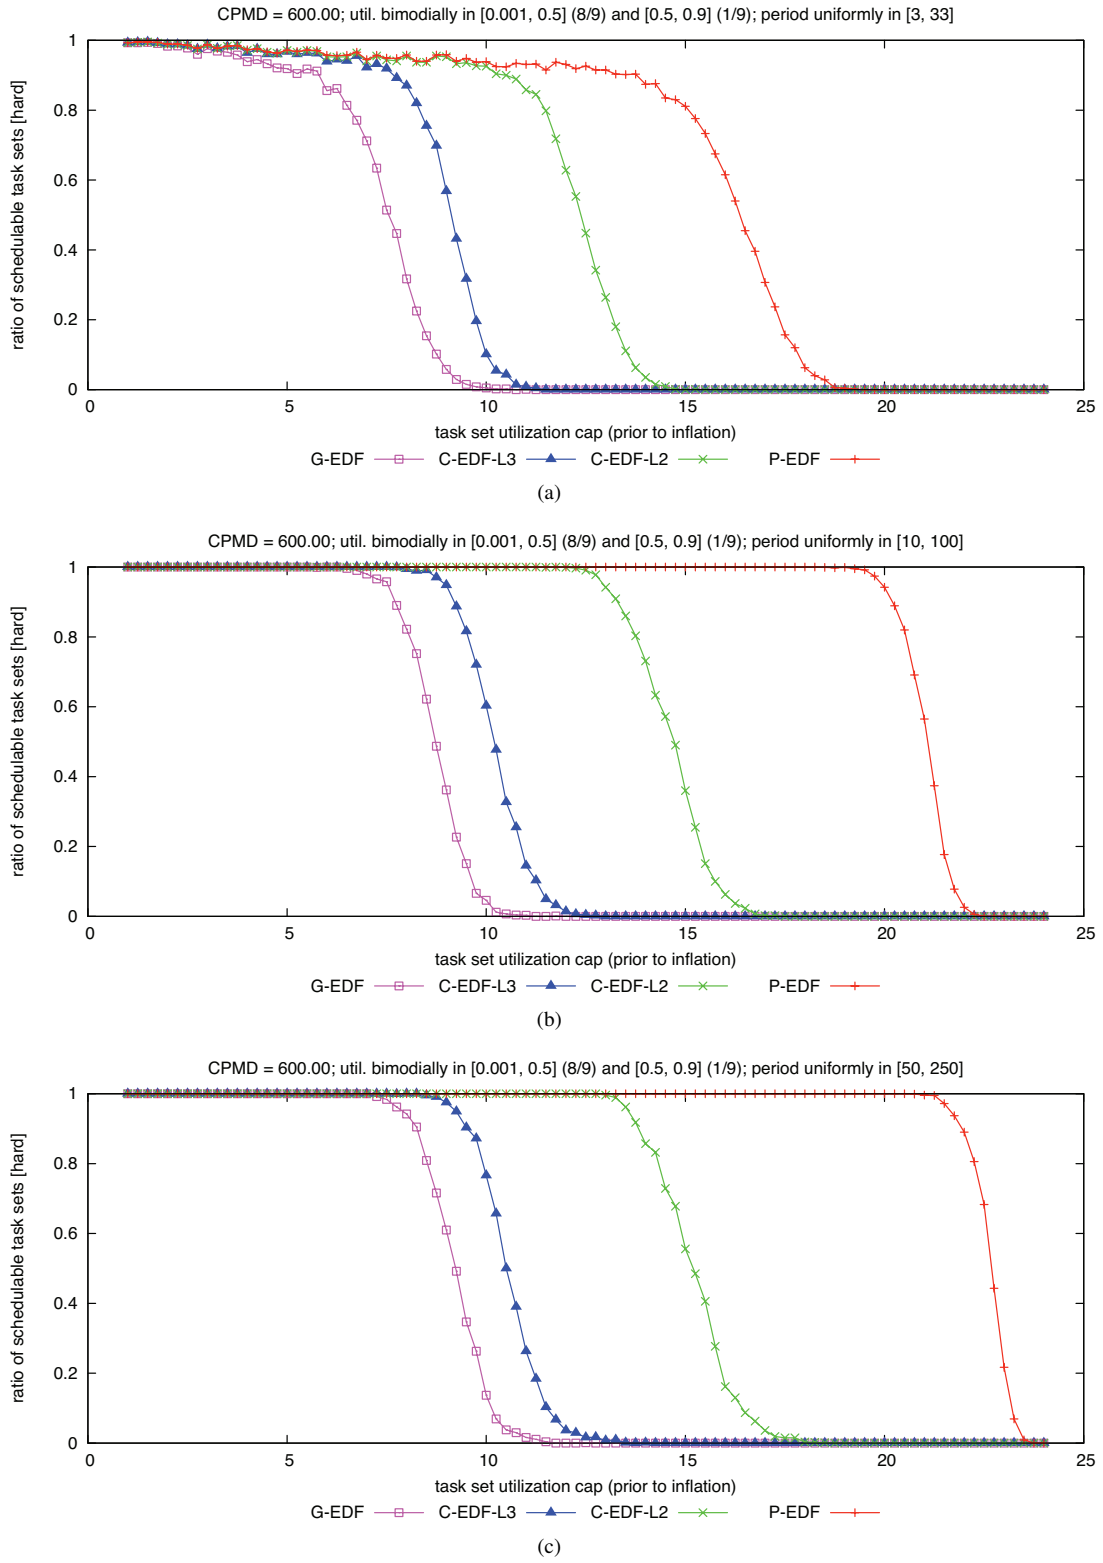 CPMD = 600.00; util. bimodially in [0.001, 0.5] (8/9) and [0.5, 0.9] (1/9); period uniformly in [3, 33]
ratio of schedulable task sets [hard]
1
0.8
0.6
0.4
0.2
0
0 5 10 15 20 25
task set utilization cap (prior to inflation)
G-EDF C-EDF-L3 C-EDF-L2 P-EDF
(a)
CPMD = 600.00; util. bimodially in [0.001, 0.5] (8/9) and [0.5, 0.9] (1/9); period uniformly in [10, 100]
ratio of schedulable task sets [hard]
1
0.8
0.6
0.4
0.2
0
0 5 10 15 20 25
task set utilization cap (prior to inflation)
G-EDF C-EDF-L3 C-EDF-L2 P-EDF
(b)
CPMD = 600.00; util. bimodially in [0.001, 0.5] (8/9) and [0.5, 0.9] (1/9); period uniformly in [50, 250]
ratio of schedulable task sets [hard]
1
0.8
0.6
0.4
0.2
0
0 5 10 15 20 25
task set utilization cap (prior to inflation)
G-EDF C-EDF-L3 C-EDF-L2 P-EDF
(c)